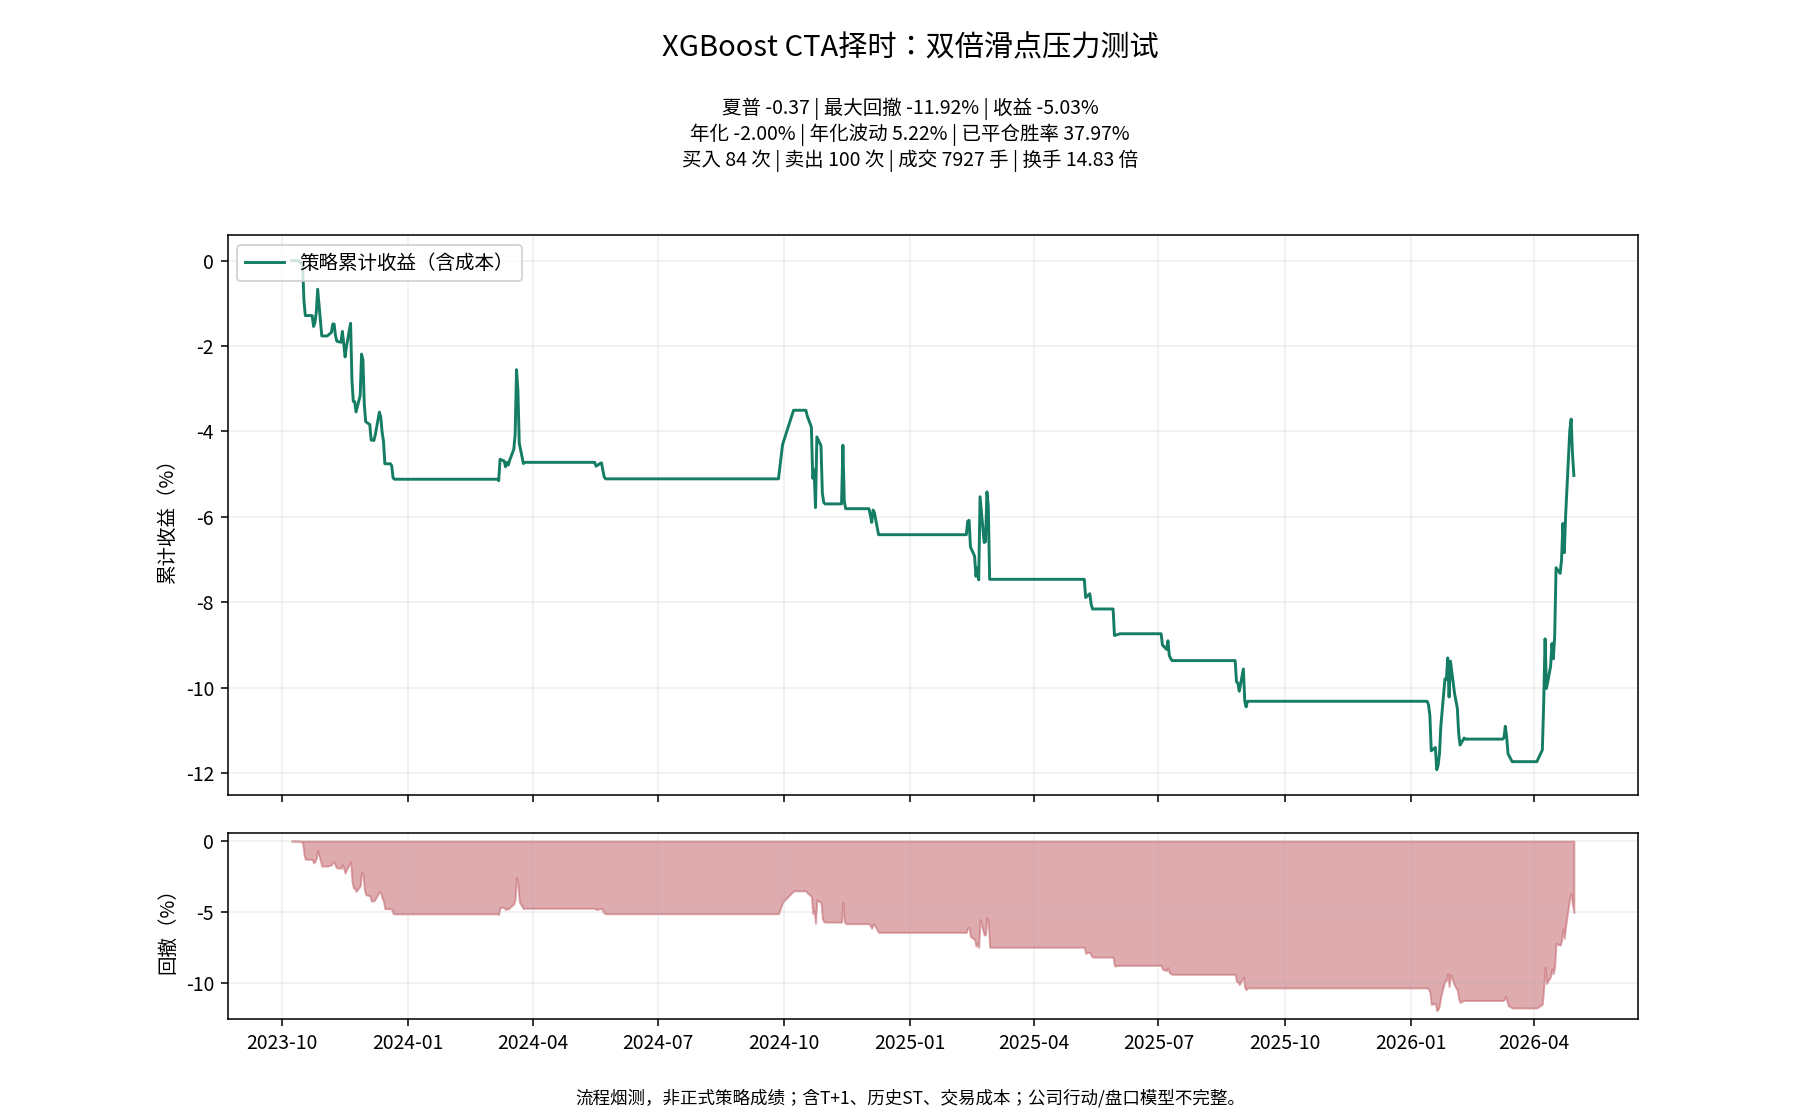 XGBoost CTA择时：双倍滑点压力测试
夏普 -0.37 | 最大回撤 -11.92% | 收益 -5.03%
年化 -2.00% | 年化波动 5.22% | 已平仓胜率 37.97%
买入 84 次 | 卖出 100 次 | 成交 7927 手 | 换手 14.83 倍
策略累计收益（含成本）
累计收益（%）
0
-2
-4
-6
-8
-10
-12
回撤（%）
0
-5
-10
2023-10
2024-01
2024-04
2024-07
2024-10
2025-01
2025-04
2025-07
2025-10
2026-01
2026-04
流程烟测，非正式策略成绩；含T+1、历史ST、交易成本；公司行动/盘口模型不完整。